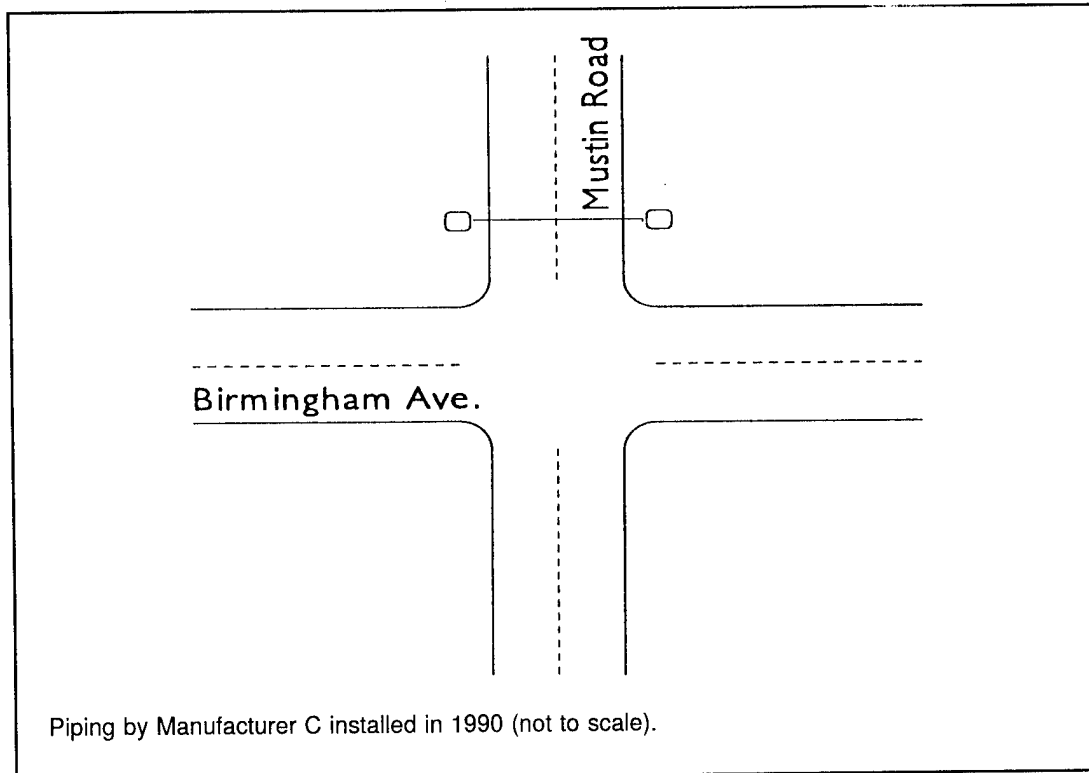 Mustin Road
Birmingham Ave.
Piping by Manufacturer C installed in 1990 (not to scale).